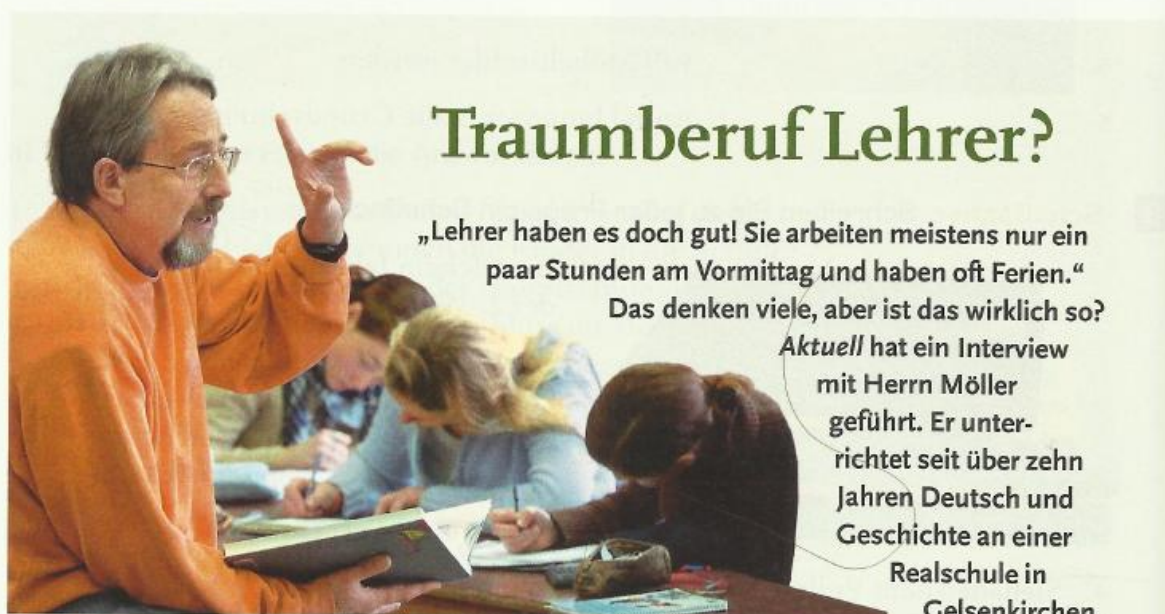 Traumberuf Lehrer?
„Lehrer haben es doch gut! Sie arbeiten meistens nur ein
paar Stunden am Vormittag und haben oft Ferien.“
Das denken viele, aber ist das wirklich so?
Aktuell hat ein Interview
mit Herrn Möller
geführt. Er unter-
richtet seit über zehn
Jahren Deutsch und
Geschichte an einer
Realschule in
Gelsenkirchen